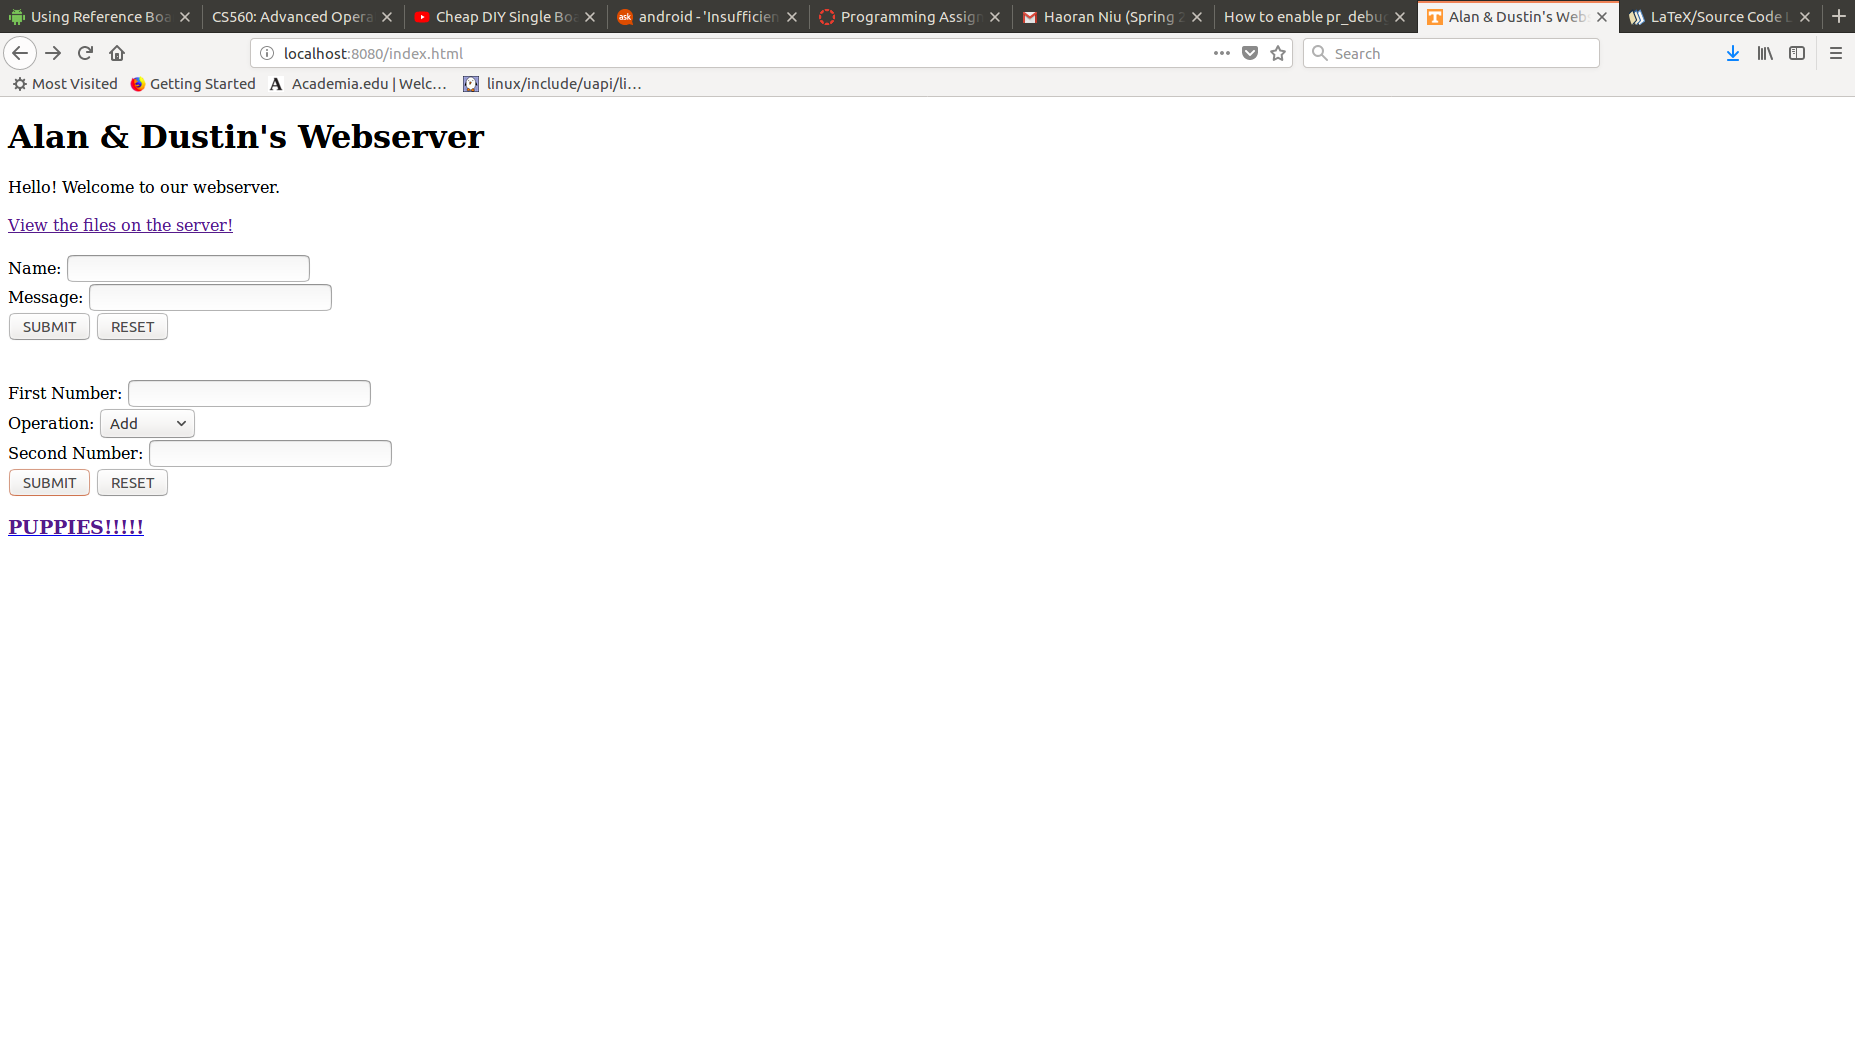 Using Reference Boa
CS560: Advanced Opera
Cheap DIY Single Bo
android - 'Insufficien
Programming Assig
Haoran Niu (Spring 2
How to enable pr_debu
Alan & Dustin's Webs
LaTeX/Source Code L
localhost:8080/index.html
Search
Most Visited
Getting Started
Academia.edu | Welc...
linux/include/uapi/li...
Alan & Dustin's Webserver
Hello! Welcome to our webserver.
View the files on the server!
Name:
Message:
SUBMIT RESET
First Number:
Operation: Add
Second Number:
SUBMIT RESET
PUPPIES!!!!!